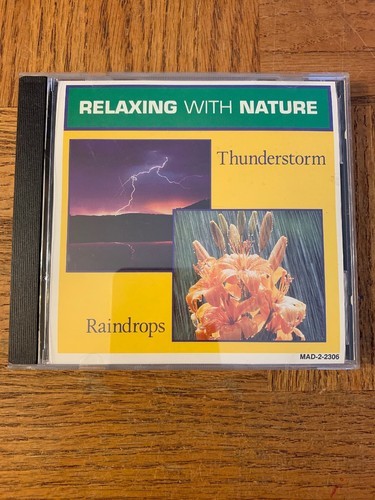 RELAXING WITH NATURE
Thunderstorm
Raindrops
MAD-2-2306